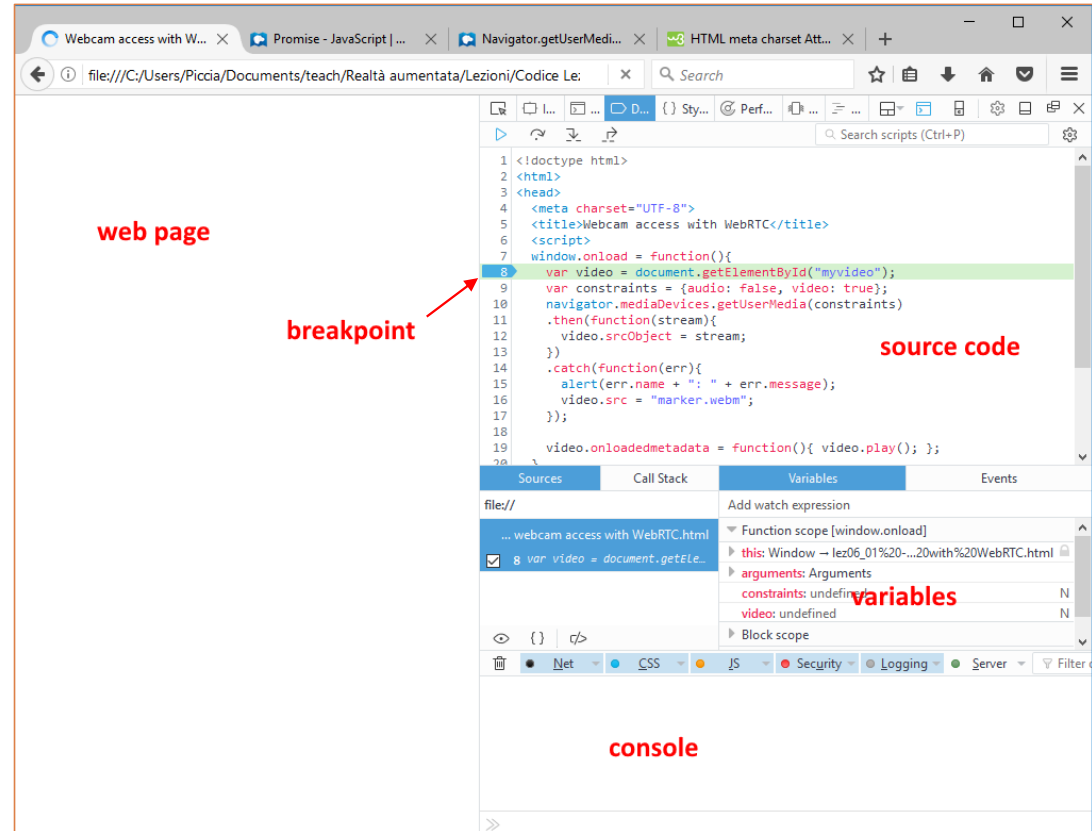 Webcam access with W...
Promise - JavaScript | ...
Navigator.getUserMedi...
HTML meta charset Att...
file:///C:/Users/Piccia/Documents/teach/Realtà aumentata/Lezioni/Codice Le:
Search
I... ... D... { } Sty... Perf... ... ...
Search scripts (Ctrl+P)
1 <!doctype html>
2 <html>
3 <head>
4 <meta charset="UTF-8">
5 <title>Webcam access with WebRTC</title>
6 <script>
7 window.onload = function(){
8 var video = document.getElementById("myvideo");
9 var constraints = {audio: false, video: true};
10 navigator.mediaDevices.getUserMedia(constraints)
11 .then(function(stream){
12 video.srcObject = stream;
13 })
14 .catch(function(err){
15 alert(err.name + ": " + err.message);
16 video.src = "marker.webm";
17 });
18
19 video.onloadedmetadata = function(){ video.play(); };
20 }
web page
breakpoint
source code
Sources Call Stack Variables Events
file://
Add watch expression
... webcam access with WebRTC.html
8 var video = document.getEle...
Function scope [window.onload]
this: Window → lez06_01%20-...20with%20WebRTC.html
arguments: Arguments
constraints: undefined N
video: undefined N
Block scope
variables
{}
Net CSS JS Security Logging Server Filter
console